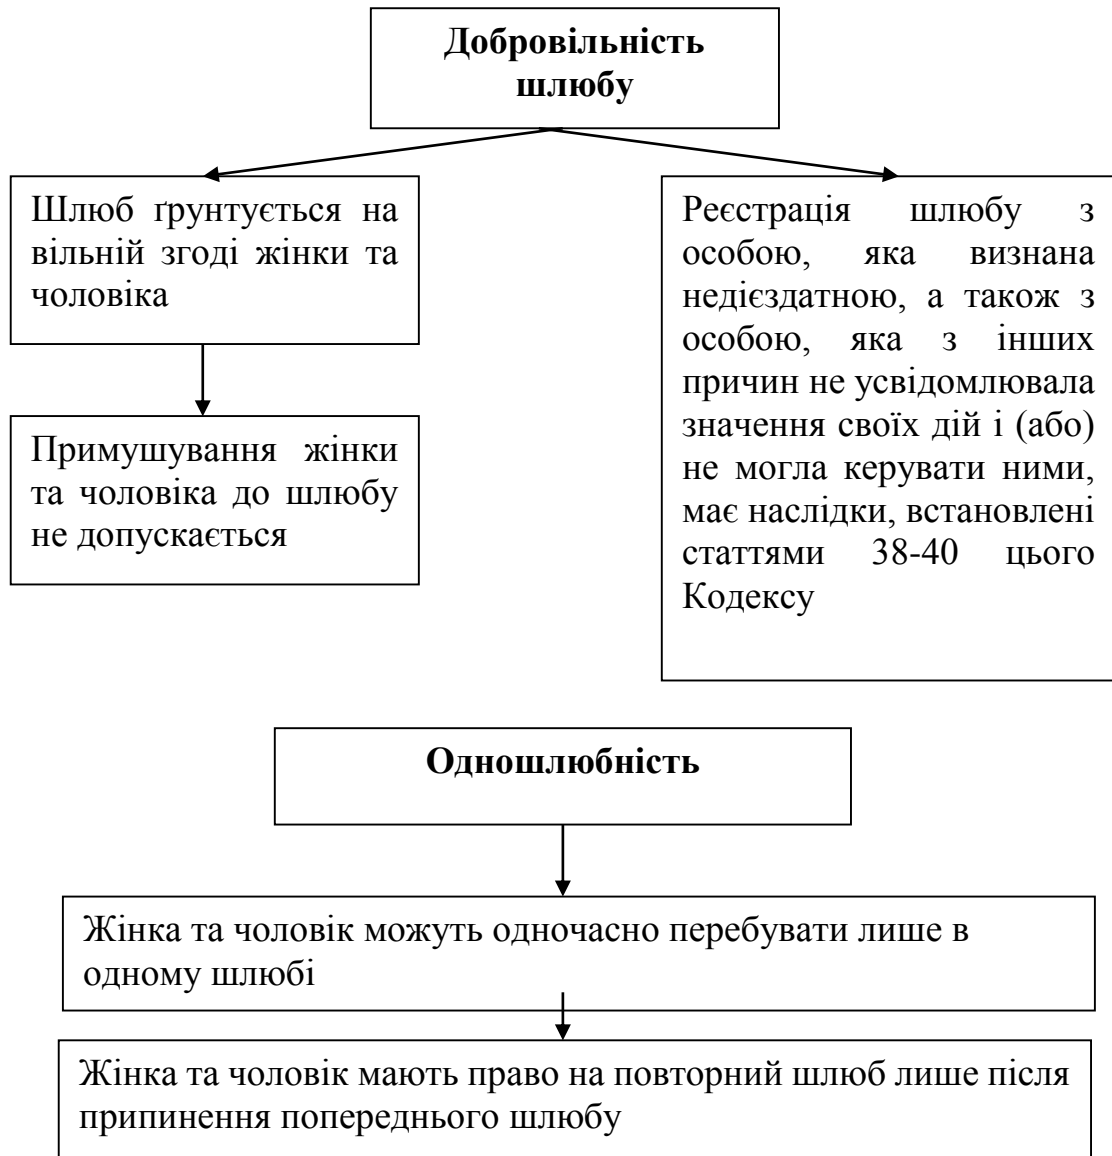 Добровільність
шлюбу
Шлюб ґрунтується на
вільній згоді жінки та
чоловіка
Примушування жінки
та чоловіка до шлюбу
не допускається
Реєстрація шлюбу з
особою, яка визнана
недієздатною, а також з
особою, яка з інших
причин не усвідомлювала
значення своїх дій і (або)
не могла керувати ними,
має наслідки, встановлені
статтями 38-40 цього
Кодексу
Одношлюбність
Жінка та чоловік можуть одночасно перебувати лише в
одному шлюбі
Жінка та чоловік мають право на повторний шлюб лише після
припинення попереднього шлюбу